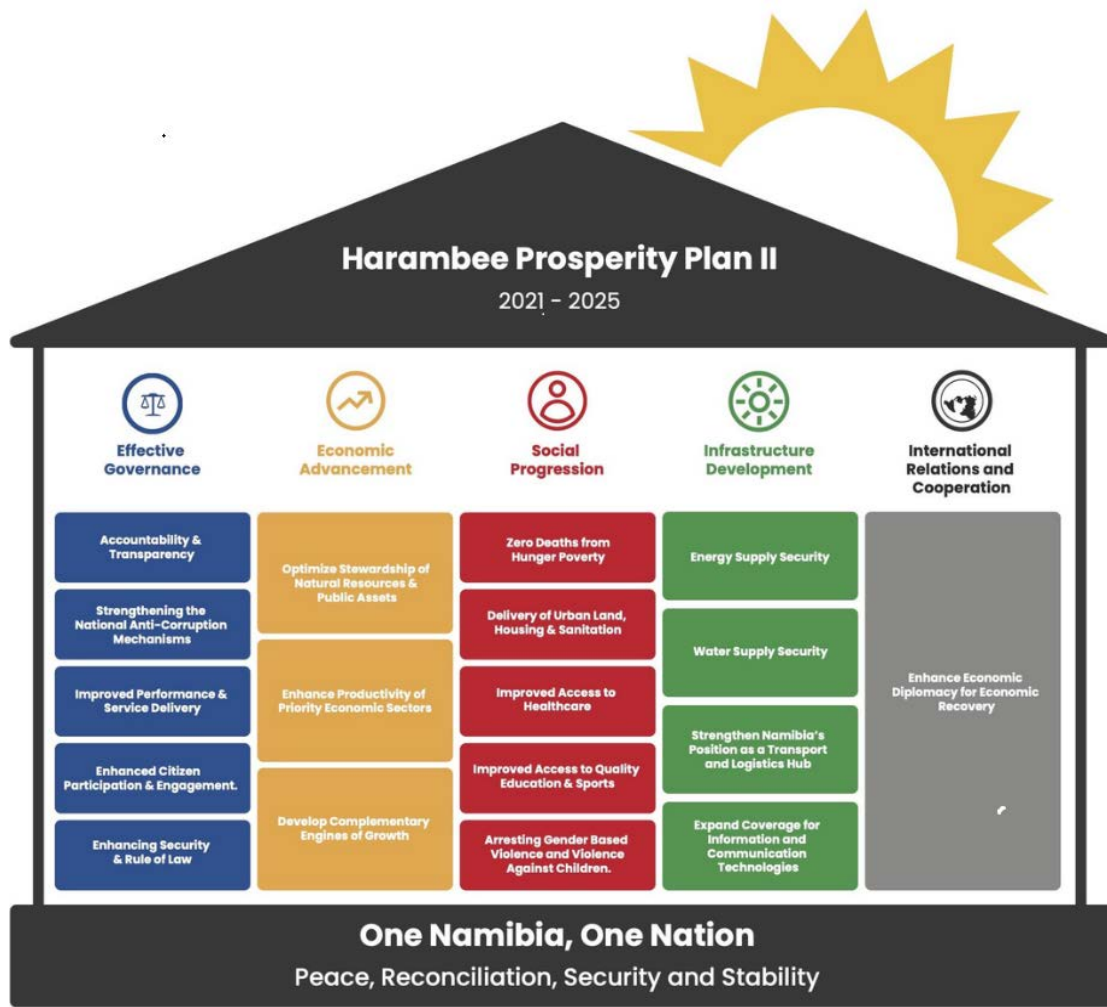 Harambee Prosperity Plan II
2021 - 2025
Effective
Governance
Accountability &
Transparency
Strengthening the
National Anti-Corruption
Mechanisms
Improved Performance &
Service Delivery
Enhanced Citizen
Participation & Engagement.
Enhancing Security
& Rule of Law
Economic
Advancement
Optimize Stewardship of
Natural Resources &
Public Assets
Enhance Productivity of
Priority Economic Sectors
Develop Complementary
Engines of Growth
Social
Progression
Zero Deaths from
Hunger Poverty
Delivery of Urban Land,
Housing & Sanitation
Improved Access to
Healthcare
Improved Access to Quality
Education & Sports
Arresting Gender Based
Violence and Violence
Against Children.
Infrastructure
Development
Energy Supply Security
Water Supply Security
Strengthen Namibia's
Position as a Transport
and Logistics Hub
Expand Coverage for
Information and
Communication
Technologies
International
Relations and
Cooperation
Enhance Economic
Diplomacy for Economic
Recovery
One Namibia, One Nation
Peace, Reconciliation, Security and Stability